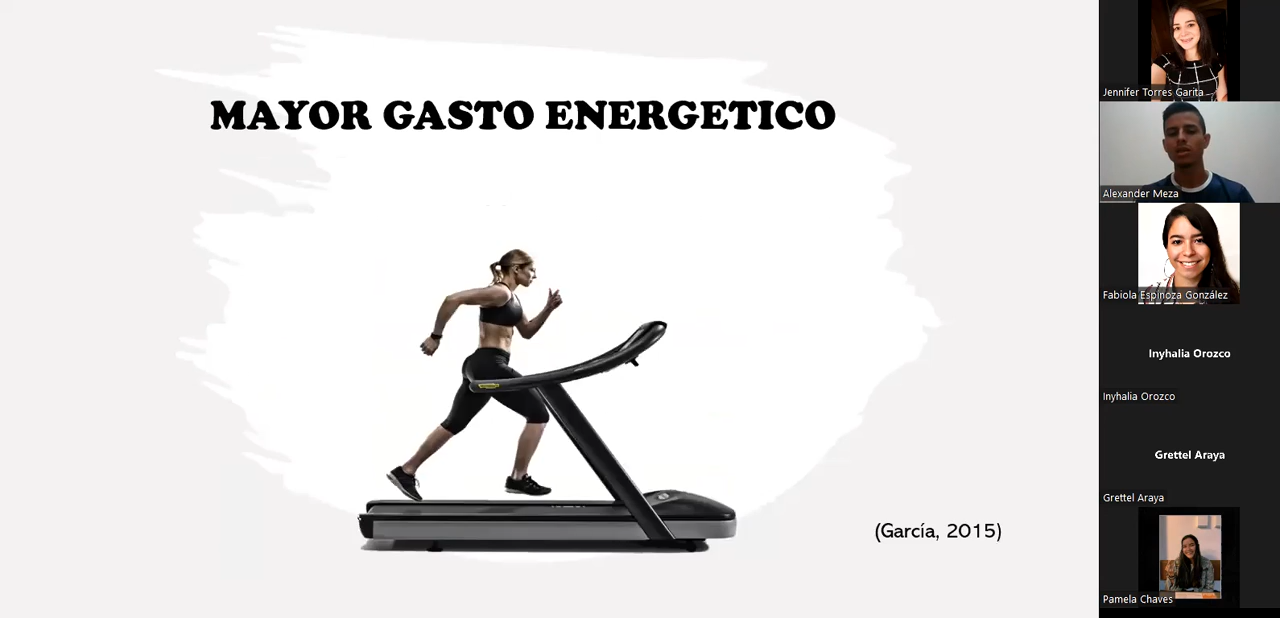 MAYOR GASTO ENERGETICO
(García, 2015)
Jennifer Torres Garita
Alexander Meza
Fabiola Espinoza González
Inyhalia Orozco
Inyhalia Orozco
Grettel Araya
Grettel Araya
Pamela Chaves